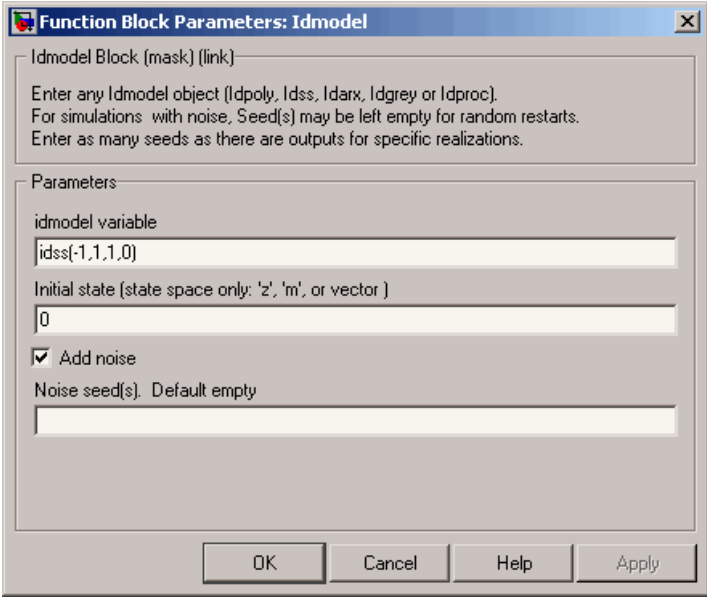 Function Block Parameters: Idmodel
Idmodel Block (mask) (link)
Enter any Idmodel object (Idpoly, Idss, Idarx, Idgrey or Idproc).
For simulations  with noise, Seed(s) may be left empty for random restarts.
Enter as many seeds as there are outputs for specific realizations.
Parameters
idmodel variable
idss(-1,1,1,0)
Initial state (state space only: 'z', 'm', or vector )
0
Add noise
Noise seed(s).  Default empty
OK Cancel Help Apply